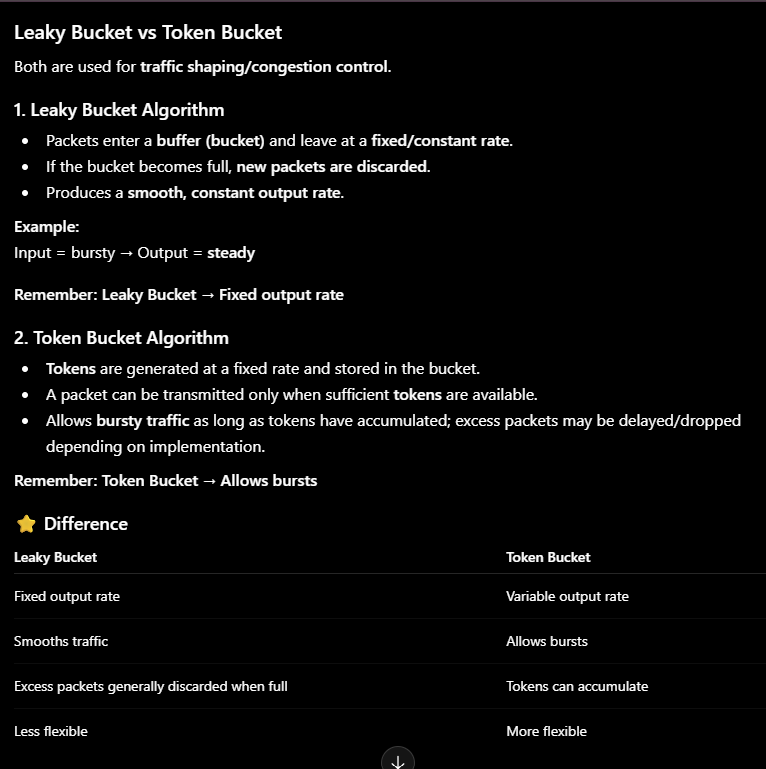 Leaky Bucket vs Token Bucket
Both are used for traffic shaping/congestion control.
1. Leaky Bucket Algorithm
• Packets enter a buffer (bucket) and leave at a fixed/constant rate.
• If the bucket becomes full, new packets are discarded.
• Produces a smooth, constant output rate.
Example:
Input = bursty → Output = steady
Remember: Leaky Bucket → Fixed output rate
2. Token Bucket Algorithm
• Tokens are generated at a fixed rate and stored in the bucket.
• A packet can be transmitted only when sufficient tokens are available.
• Allows bursty traffic as long as tokens have accumulated; excess packets may be delayed/dropped
depending on implementation.
Remember: Token Bucket → Allows bursts
⭐ Difference
Leaky Bucket Token Bucket
Fixed output rate Variable output rate
Smooths traffic Allows bursts
Excess packets generally discarded when full Tokens can accumulate
Less flexible More flexible